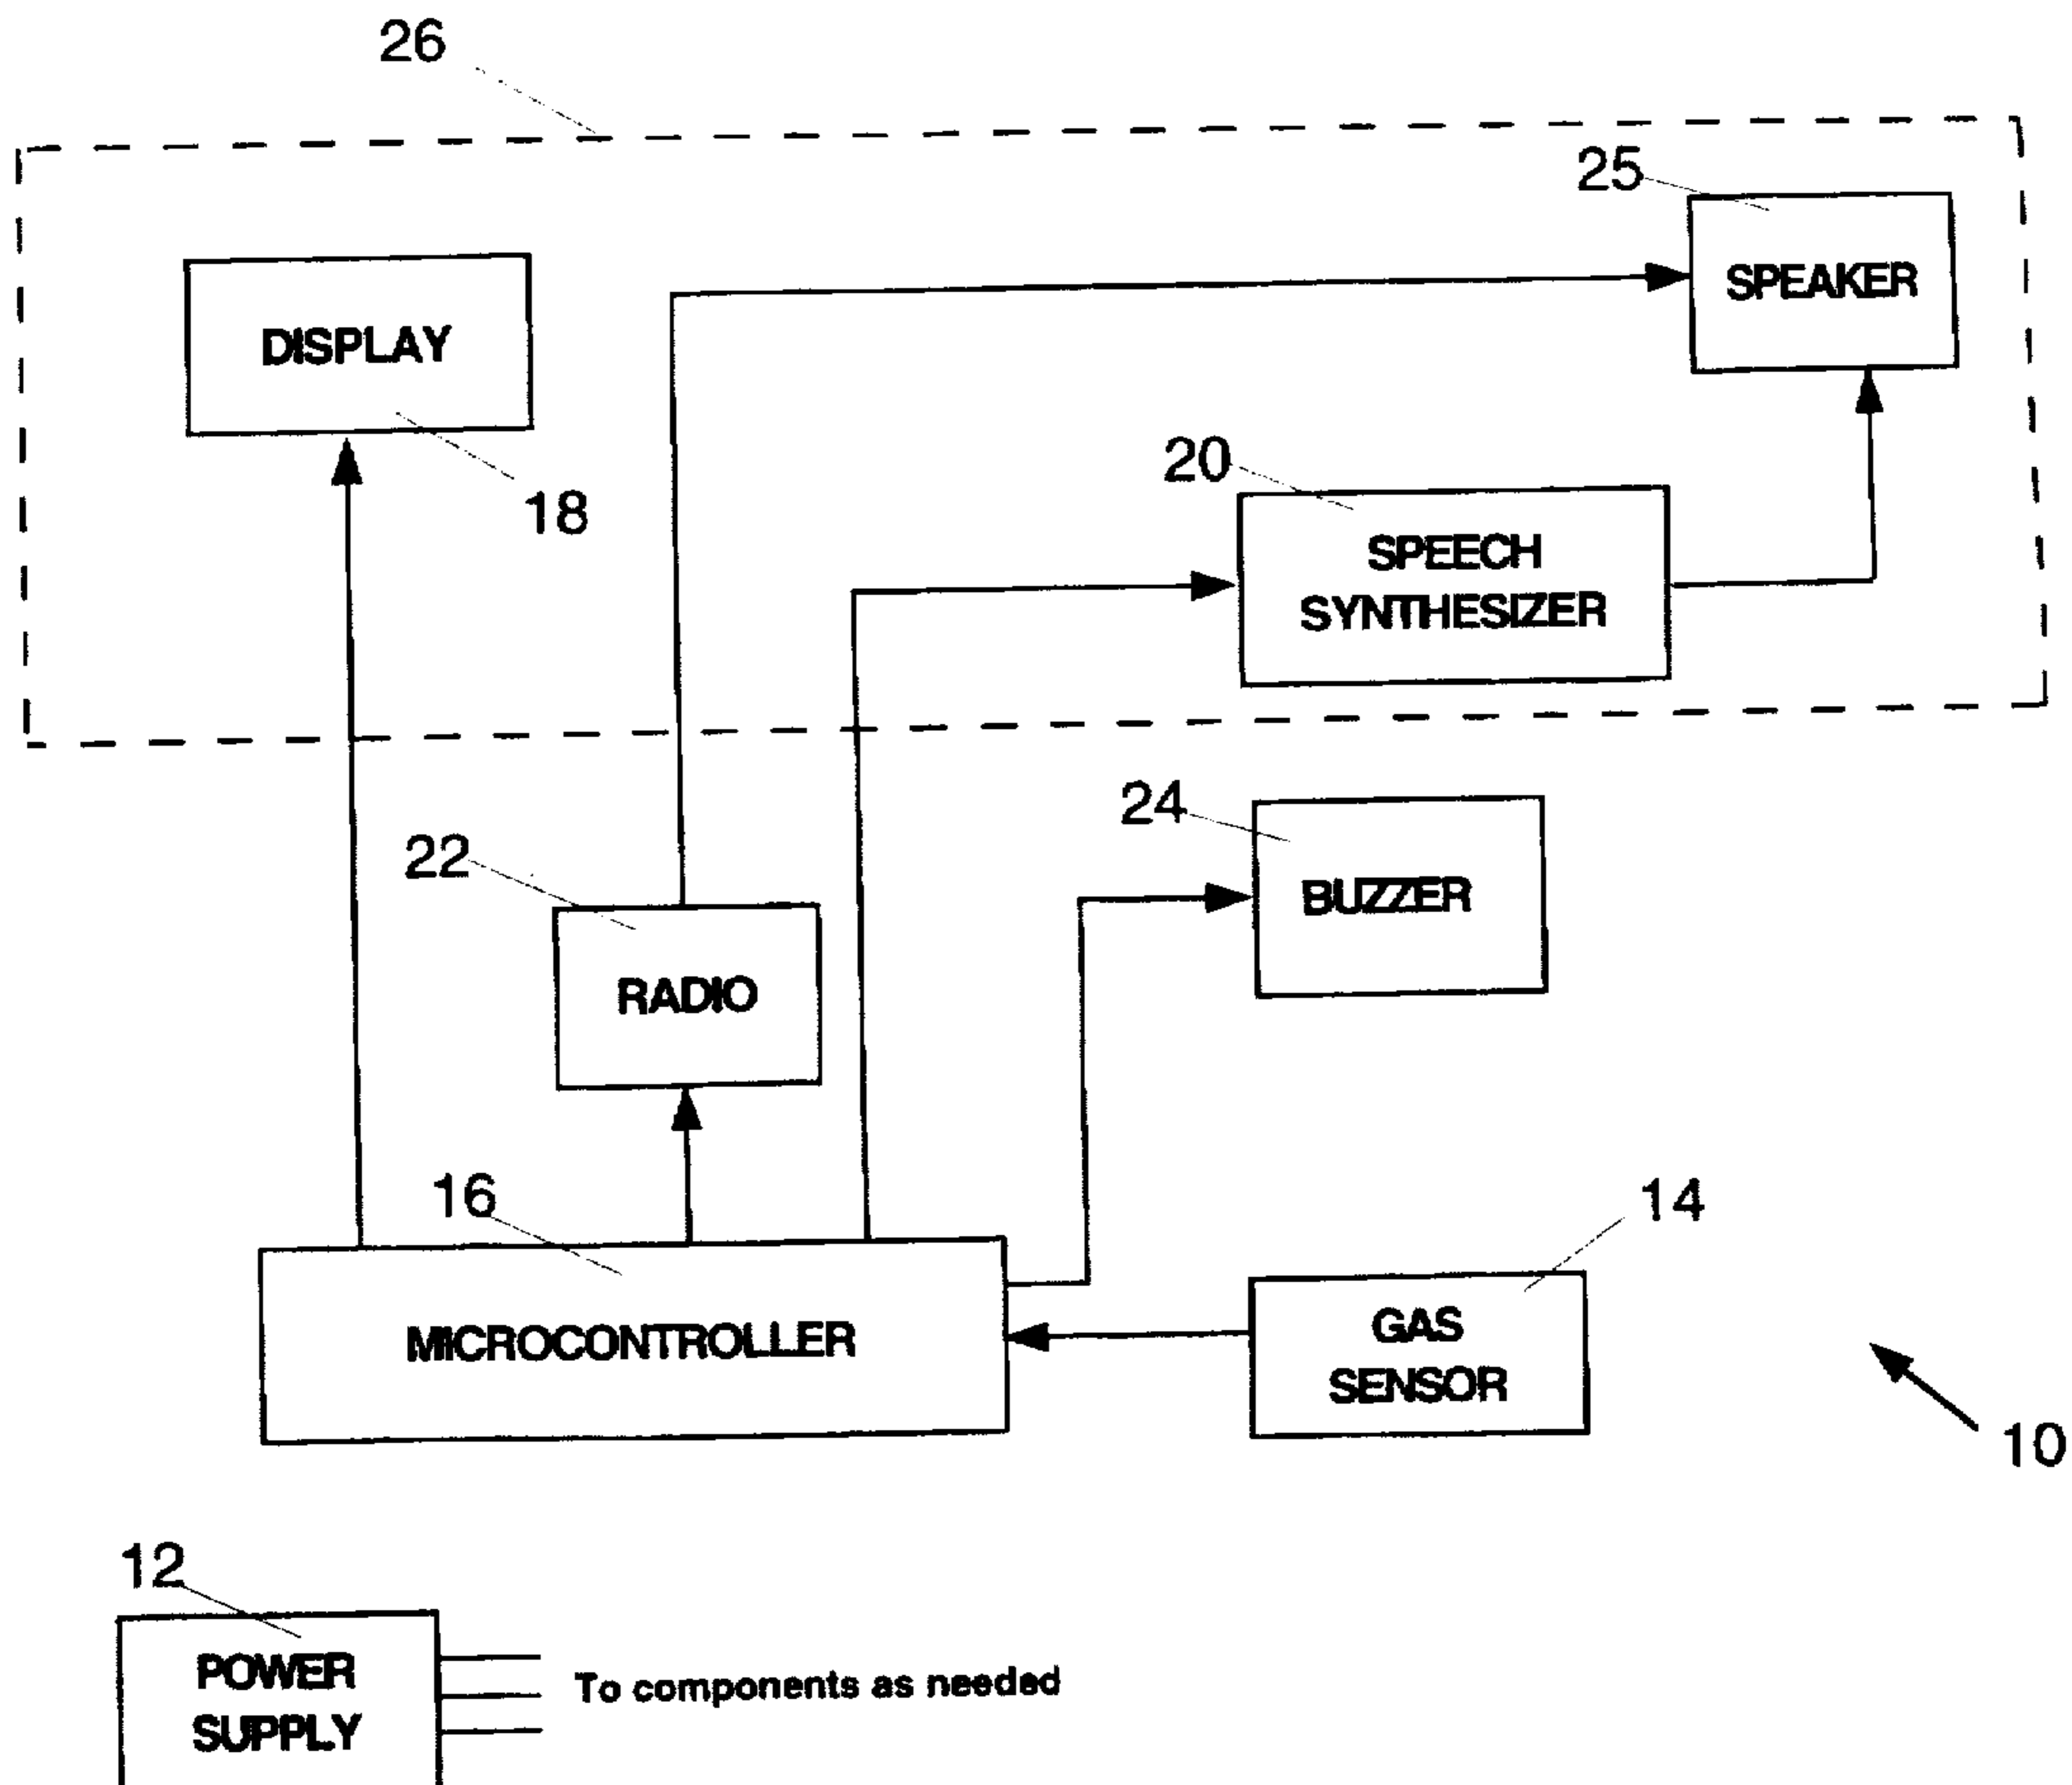 26
25
SPEAKER
DISPLAY
18
20
SPEECH
SYNTHESIZER
24
BUZZER
22
RADIO
16
14
MICROCONTROLLER
GAS
SENSOR
10
12
POWER
SUPPLY
To components as needed